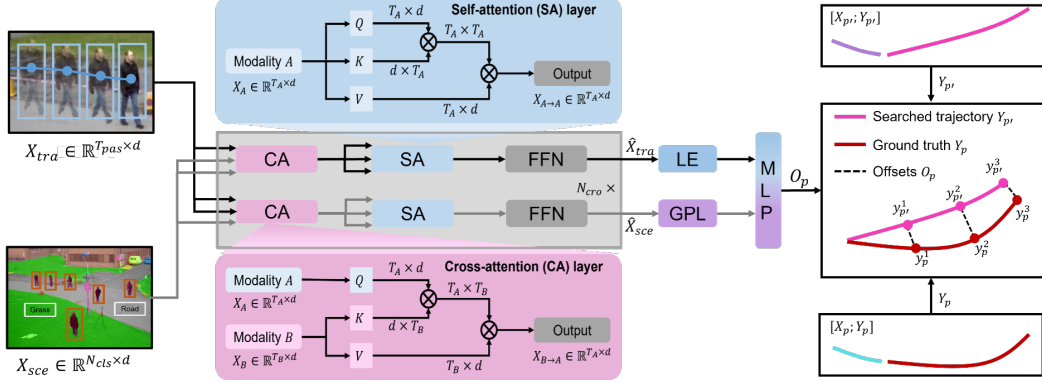 Self-attention (SA) layer
T_A × d
Q
T_A × T_A
Modality A
K
X_A ∈ ℝ^{T_A×d}
d × T_A
Output
V
T_A × d
X_{A→A} ∈ ℝ^{T_A×d}
X_{tra} ∈ ℝ^{T_{pas}×d}
CA
SA
FFN
X̂_{tra}
LE
N_{cro} ×
CA
SA
FFN
X̂_{sce}
GPL
MLP
O_p
Grass
Road
X_{sce} ∈ ℝ^{N_{cls}×d}
Cross-attention (CA) layer
Modality A
Q
T_A × d
X_A ∈ ℝ^{T_A×d}
T_A × T_B
K
d × T_B
Modality B
Output
X_B ∈ ℝ^{T_B×d}
V
T_B × d
X_{B→A} ∈ ℝ^{T_A×d}
[X_{p′}; Y_{p′}]
Y_{p′}
Searched trajectory Y_{p′}
Ground truth Y_p
Offsets O_p
y_{p′}^3
y_{p′}^2
y_{p′}^1
y_p^3
y_p^1
y_p^2
Y_p
[X_p; Y_p]